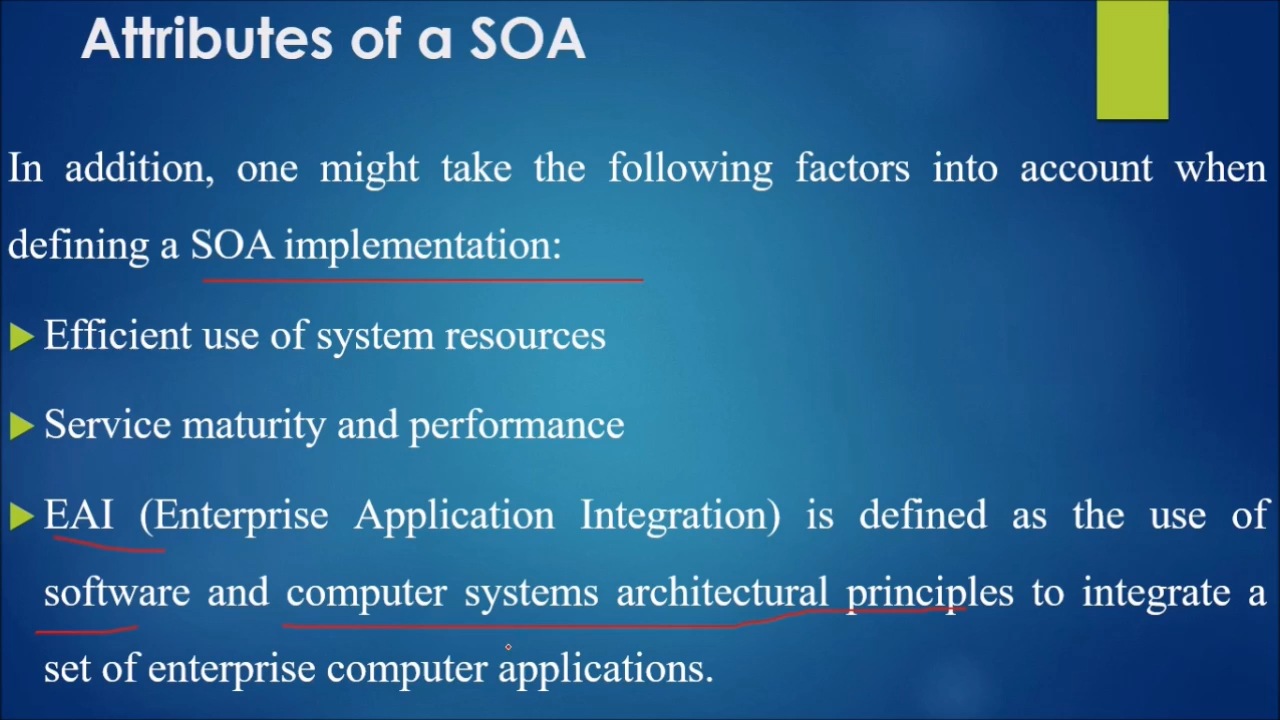 Attributes of a SOA
In addition, one might take the following factors into account when
defining a SOA implementation:
Efficient use of system resources
Service maturity and performance
EAI (Enterprise Application Integration) is defined as the use of
software and computer systems architectural principles to integrate a
set of enterprise computer applications.